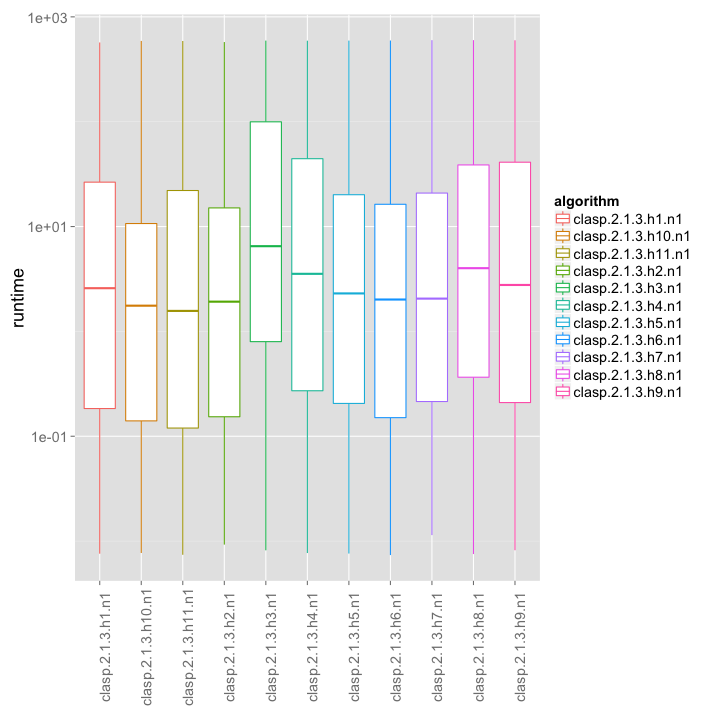 1e+03
1e+01
1e-01
runtime
clasp.2.1.3.h1.n1
clasp.2.1.3.h10.n1
clasp.2.1.3.h11.n1
clasp.2.1.3.h2.n1
clasp.2.1.3.h3.n1
clasp.2.1.3.h4.n1
clasp.2.1.3.h5.n1
clasp.2.1.3.h6.n1
clasp.2.1.3.h7.n1
clasp.2.1.3.h8.n1
clasp.2.1.3.h9.n1
algorithm
clasp.2.1.3.h1.n1
clasp.2.1.3.h10.n1
clasp.2.1.3.h11.n1
clasp.2.1.3.h2.n1
clasp.2.1.3.h3.n1
clasp.2.1.3.h4.n1
clasp.2.1.3.h5.n1
clasp.2.1.3.h6.n1
clasp.2.1.3.h7.n1
clasp.2.1.3.h8.n1
clasp.2.1.3.h9.n1